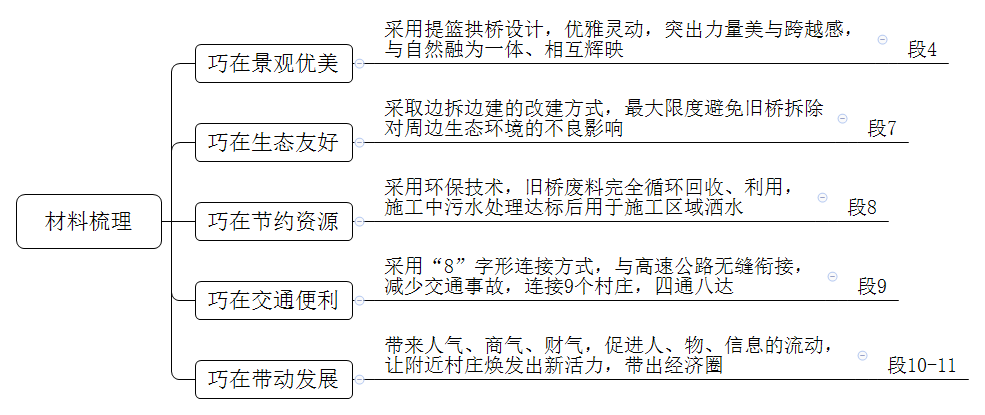 材料梳理
巧在景观优美
采用提篮拱桥设计，优雅灵动，突出力量美与跨越感，
与自然融为一体、相互辉映
段4
巧在生态友好
采取边拆边建的改建方式，最大限度避免旧桥拆除
对周边生态环境的不良影响
段7
巧在节约资源
采用环保技术，旧桥废料完全循环回收、利用，
施工中污水处理达标后用于施工区域洒水
段8
巧在交通便利
采用“8”字形连接方式，与高速公路无缝衔接，
减少交通事故，连接9个村庄，四通八达
段9
巧在带动发展
带来人气、商气、财气，促进人、物、信息的流动，
让附近村庄焕发出新活力，带出经济圈
段10-11